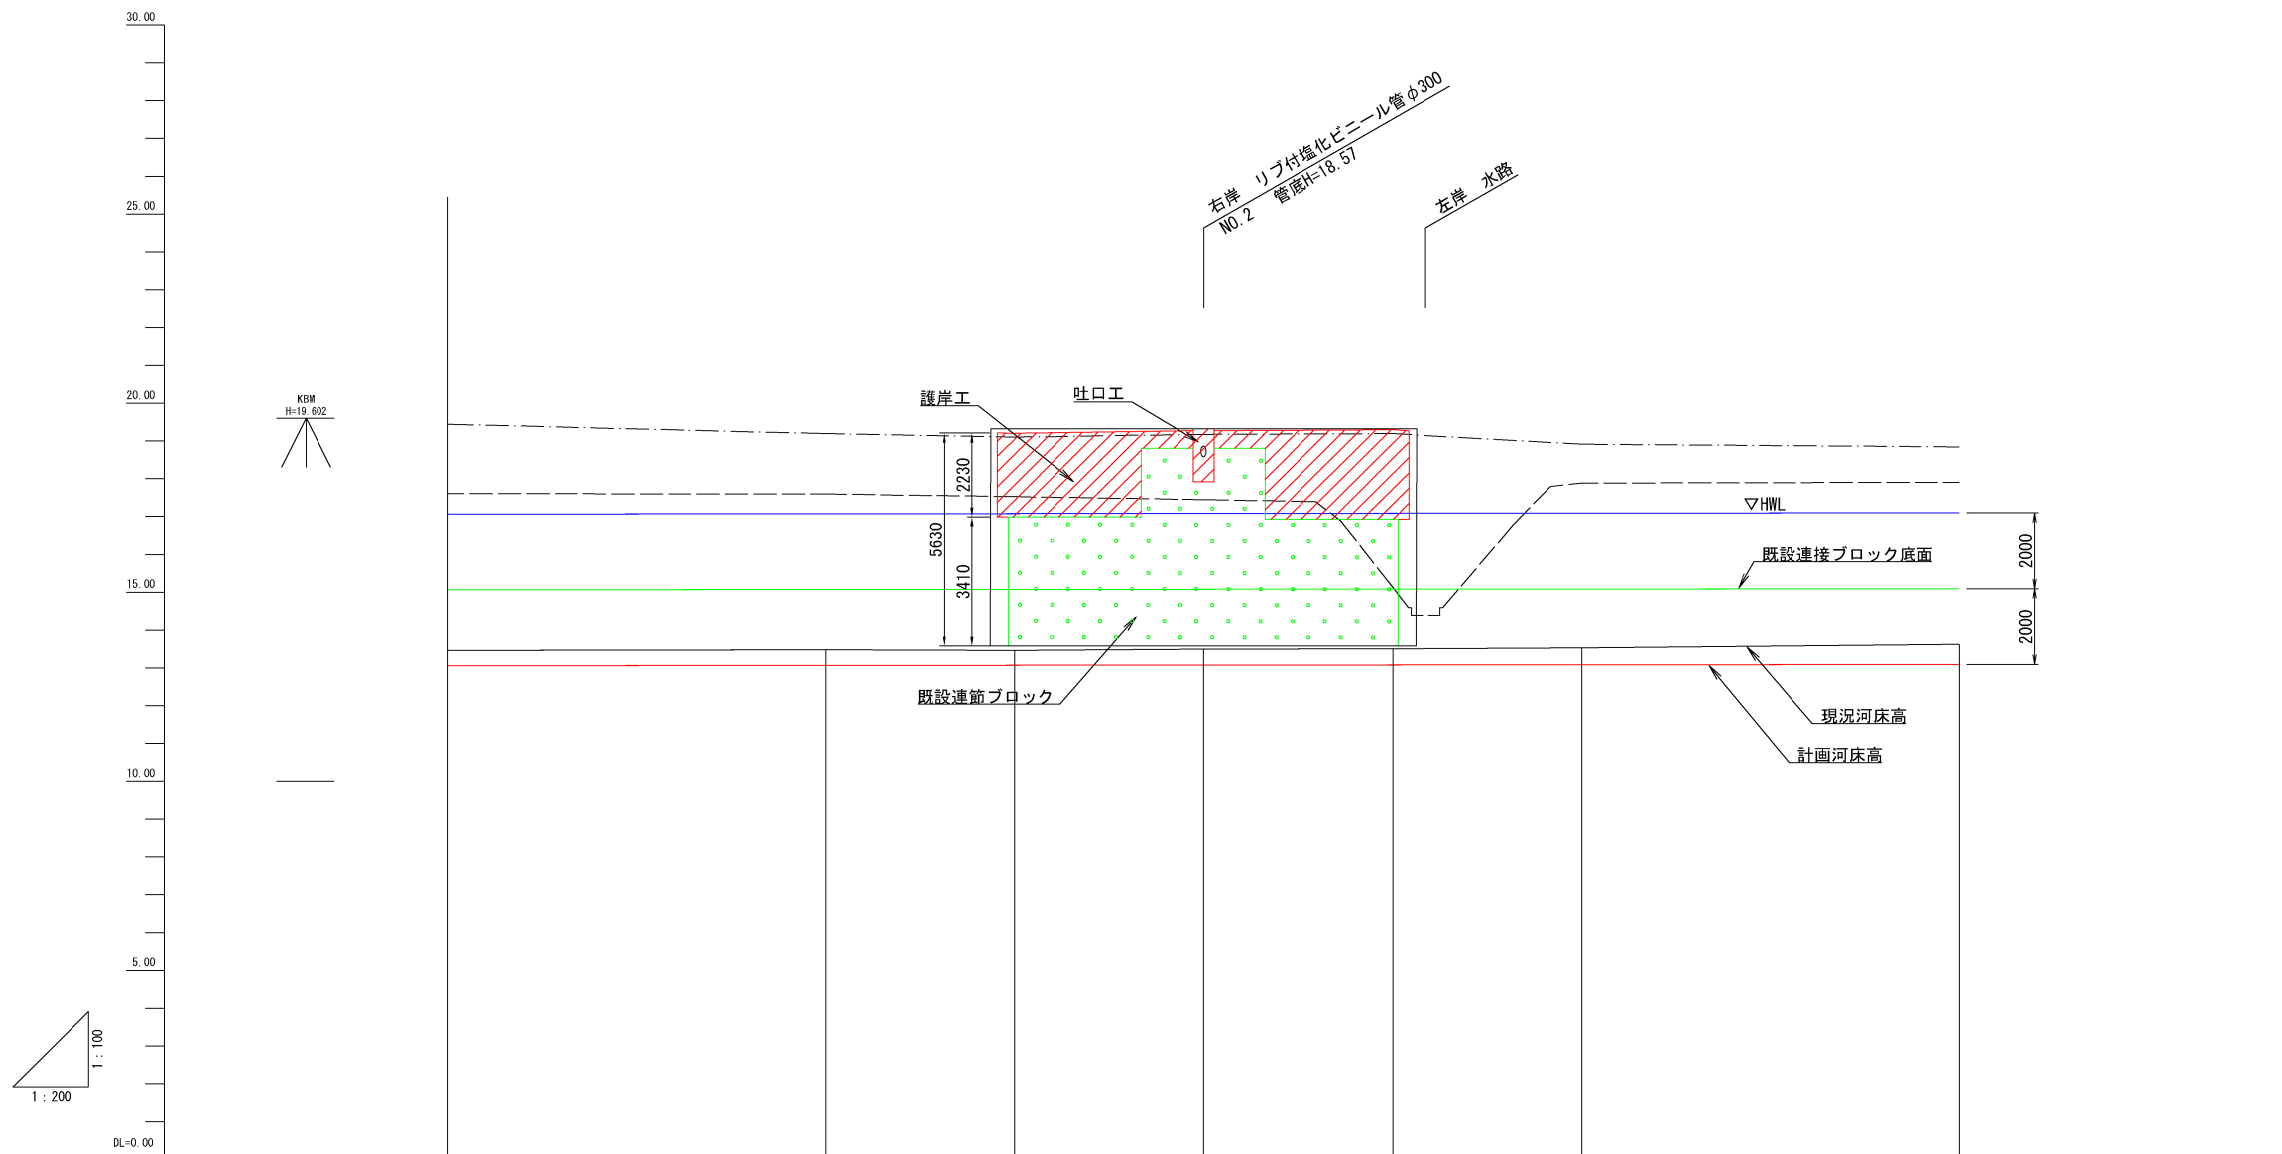 30.00
25.00
20.00
15.00
10.00
5.00
DL=0.00
KBM
H=19.602
右岸 リブ付塩化ビニール管φ300
NO.2 管底H=18.57
左岸 水路
護岸工
吐口工
2230
5630
3410
▽HWL
既設連接ブロック底面
2000
2000
既設連節ブロック
現況河床高
計画河床高
1:100
1:200